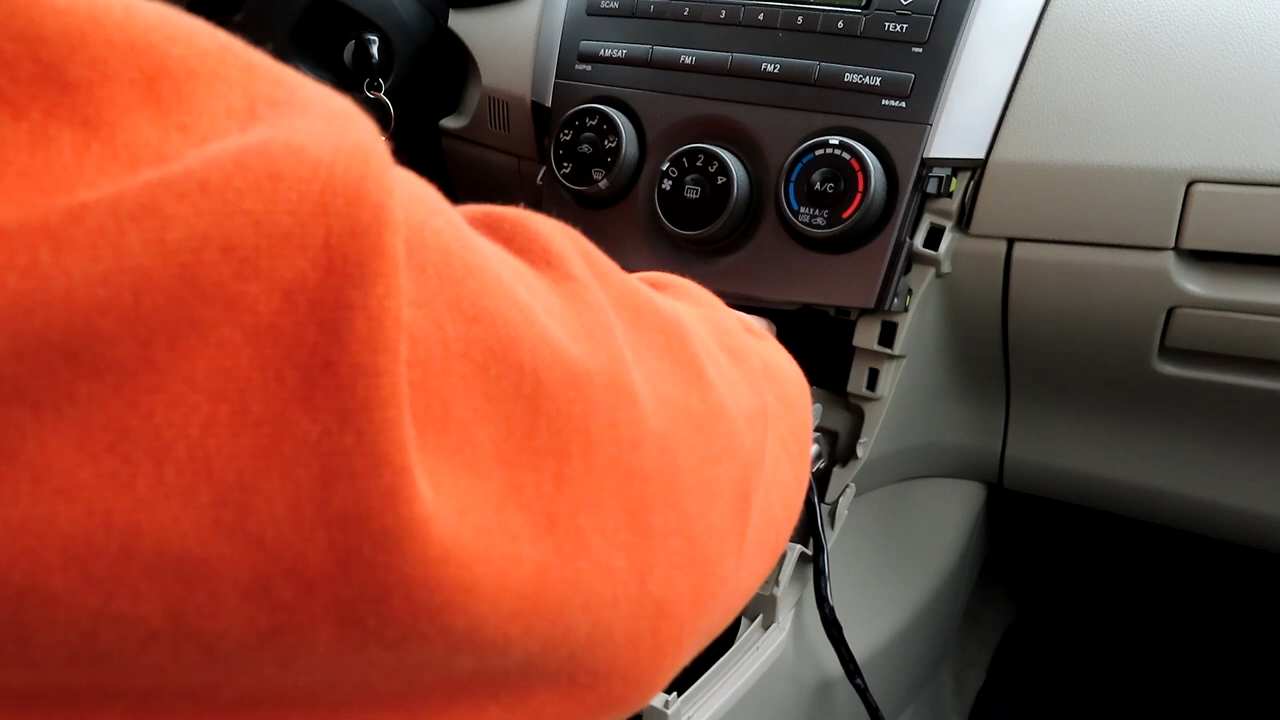 SCAN 1 2 3 4 5 6 TEXT
AM·SAT FM1 FM2 DISC·AUX
WMA
0 1 2 3 4
A/C
MAX A/C
USE